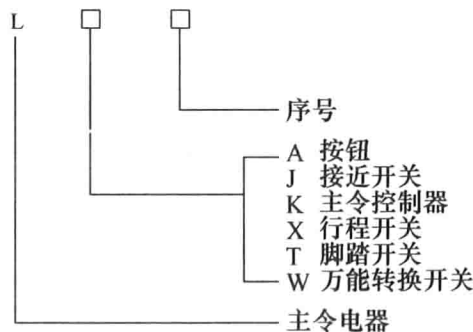 L □ □
序号
A 按钮
J 接近开关
K 主令控制器
X 行程开关
T 脚踏开关
W 万能转换开关
主令电器